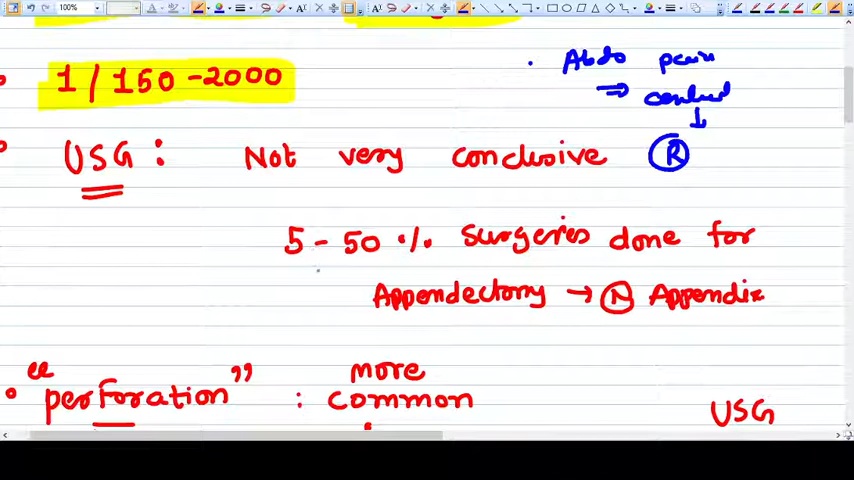 100%
1 / 150 - 2000
Abdo pain
⇒
↓
USG : Not very conclusive R
5 - 50 % surgeries done for
Appendectomy → N Appendix
"perforation" : more common
USG